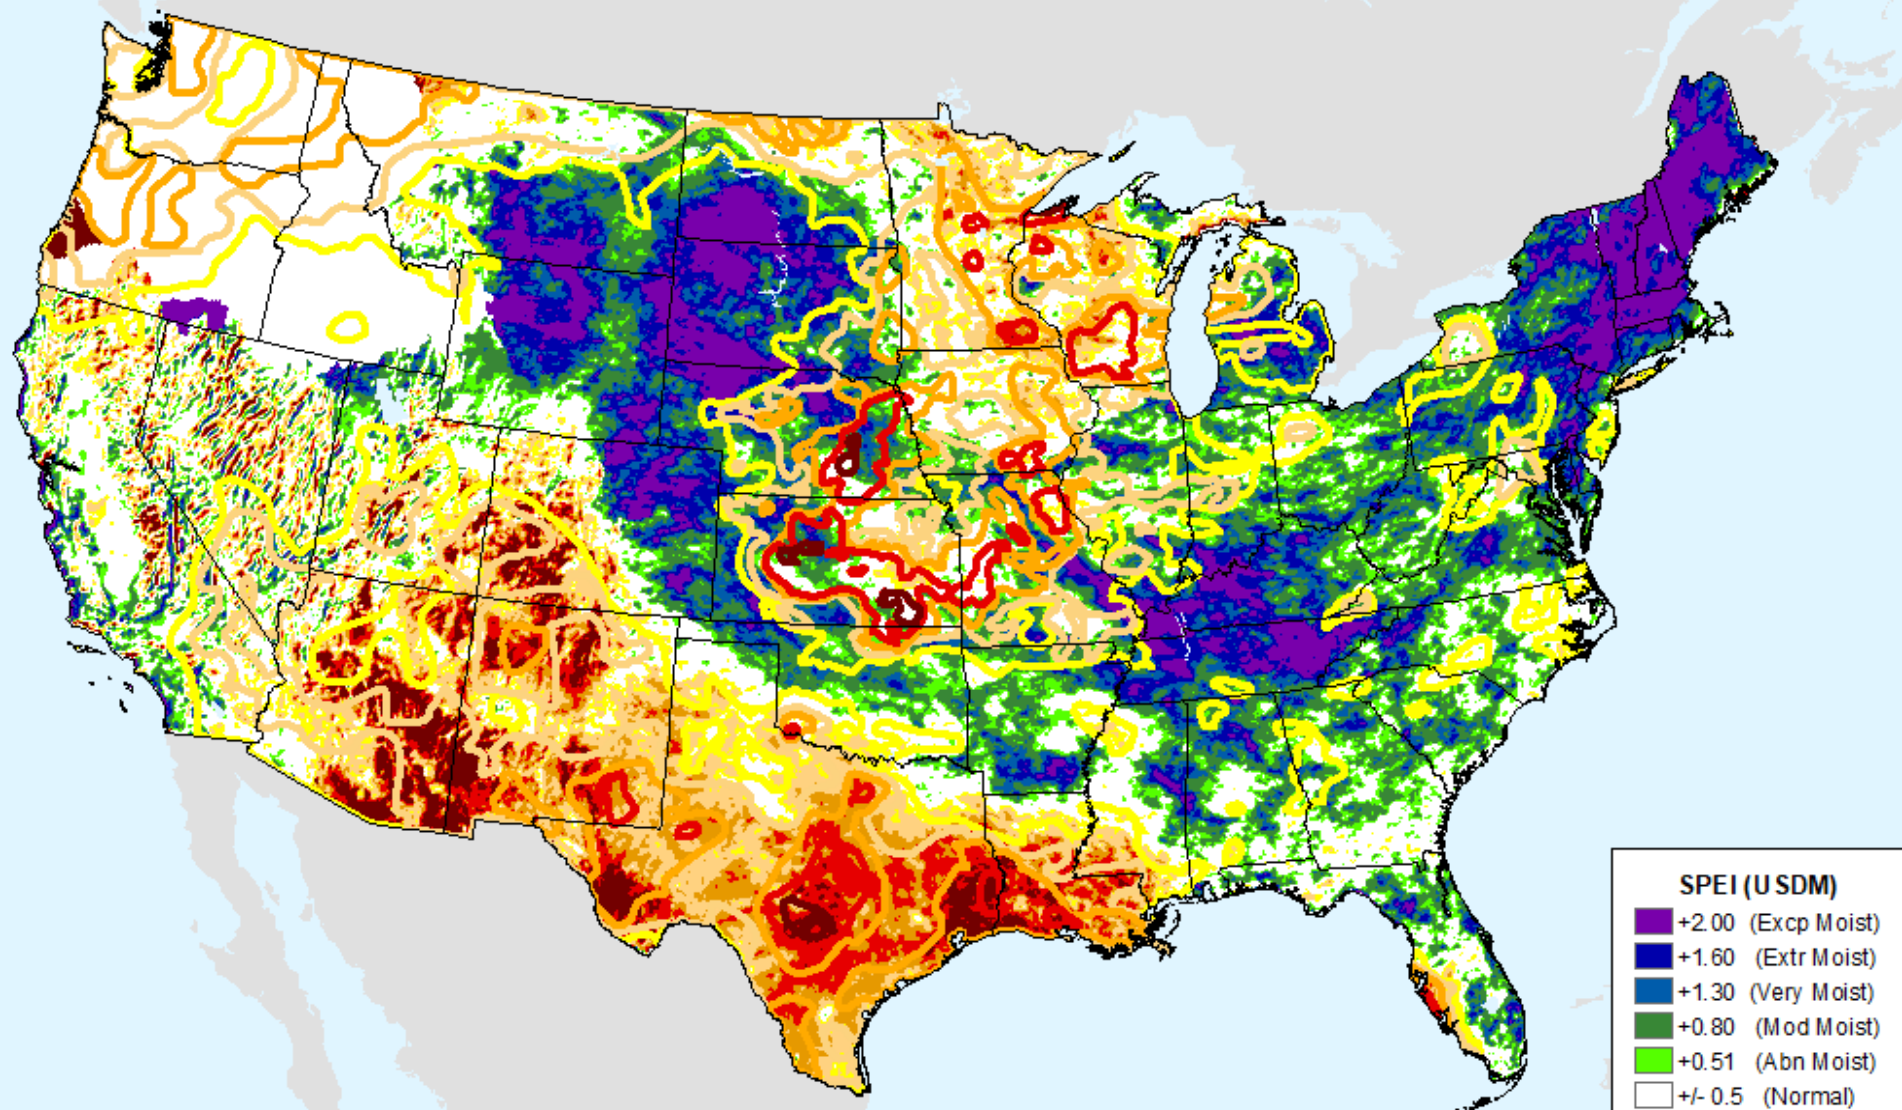 SPEI (USDM)
+2.00 (Excp Moist)
+1.60 (Extr Moist)
+1.30 (Very Moist)
+0.80 (Mod Moist)
+0.51 (Abn Moist)
+/- 0.5 (Normal)